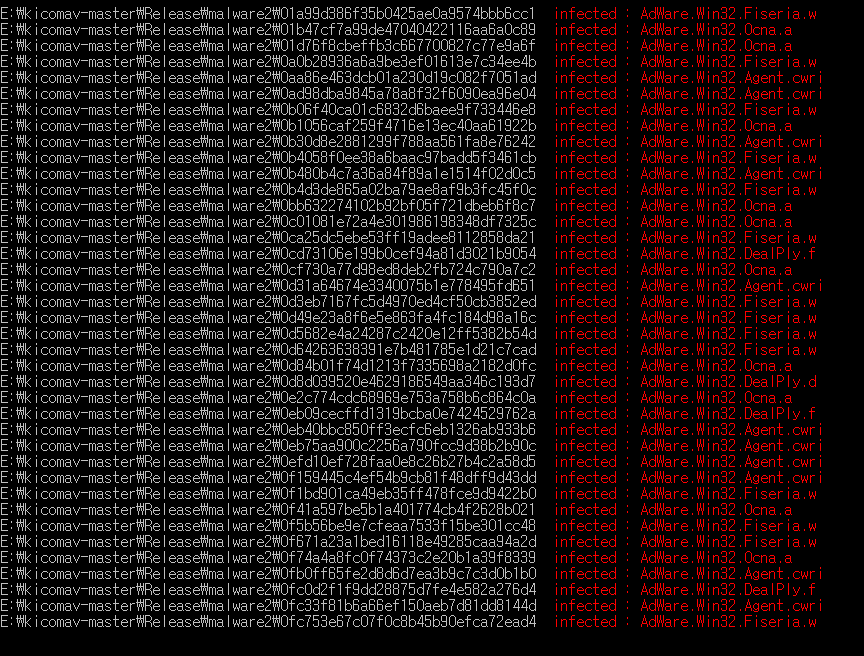 E:₩kicomav-master₩Release₩malware2₩01a99d386f35b0425ae0a9574bbb6cc1 infected : AdWare.Win32.Fiseria.w
E:₩kicomav-master₩Release₩malware2₩01b47cf7a99de47040422116aa6a0c89 infected : AdWare.Win32.Ocna.a
E:₩kicomav-master₩Release₩malware2₩01d76f8cbeffb3c667700827c77e9a6f infected : AdWare.Win32.Ocna.a
E:₩kicomav-master₩Release₩malware2₩0a0b28936a6a9be3ef01613e7c34ee4b infected : AdWare.Win32.Fiseria.w
E:₩kicomav-master₩Release₩malware2₩0aa86e463dcb01a230d19c082f7051ad infected : AdWare.Win32.Agent.cwri
E:₩kicomav-master₩Release₩malware2₩0ad98dba9845a78a8f32f6090ea96e04 infected : AdWare.Win32.Agent.cwri
E:₩kicomav-master₩Release₩malware2₩0b06f40ca01c6832d6baee9f733446e8 infected : AdWare.Win32.Fiseria.w
E:₩kicomav-master₩Release₩malware2₩0b1056caf259f4716e13ec40aa61922b infected : AdWare.Win32.Ocna.a
E:₩kicomav-master₩Release₩malware2₩0b30d8e2881299f788aa561fa8e76242 infected : AdWare.Win32.Agent.cwri
E:₩kicomav-master₩Release₩malware2₩0b4058f0ee38a6baac97badd5f3461cb infected : AdWare.Win32.Fiseria.w
E:₩kicomav-master₩Release₩malware2₩0b480b4c7a36a84f89a1e1514f02d0c5 infected : AdWare.Win32.Agent.cwri
E:₩kicomav-master₩Release₩malware2₩0b4d3de865a02ba79ae8af9b3fc45f0c infected : AdWare.Win32.Fiseria.w
E:₩kicomav-master₩Release₩malware2₩0bb632274102b92bf05f721dbeb6f8c7 infected : AdWare.Win32.Ocna.a
E:₩kicomav-master₩Release₩malware2₩0c01081e72a4e301986198348df7325c infected : AdWare.Win32.Ocna.a
E:₩kicomav-master₩Release₩malware2₩0ca25dc5ebe53ff19adee8112858da21 infected : AdWare.Win32.Fiseria.w
E:₩kicomav-master₩Release₩malware2₩0cd73106e199b0cef94a81d3021b9054 infected : AdWare.Win32.DealPly.f
E:₩kicomav-master₩Release₩malware2₩0cf730a77d98ed8deb2fb724c790a7c2 infected : AdWare.Win32.Ocna.a
E:₩kicomav-master₩Release₩malware2₩0d31a64674e3340075b1e778495fd651 infected : AdWare.Win32.Agent.cwri
E:₩kicomav-master₩Release₩malware2₩0d3eb7167fc5d4970ed4cf50cb3852ed infected : AdWare.Win32.Fiseria.w
E:₩kicomav-master₩Release₩malware2₩0d49e23a8f6e5e863fa4fc184d98a16c infected : AdWare.Win32.Fiseria.w
E:₩kicomav-master₩Release₩malware2₩0d5682e4a24287c2420e12ff5382b54d infected : AdWare.Win32.Fiseria.w
E:₩kicomav-master₩Release₩malware2₩0d64263638391e7b481785e1d21c7cad infected : AdWare.Win32.Fiseria.w
E:₩kicomav-master₩Release₩malware2₩0d84b01f74d1213f7335698a2182d0fc infected : AdWare.Win32.Ocna.a
E:₩kicomav-master₩Release₩malware2₩0d8d039520e4629186549aa346c193d7 infected : AdWare.Win32.DealPly.d
E:₩kicomav-master₩Release₩malware2₩0e2c774cdc68969e753a758b6c864c0a infected : AdWare.Win32.Ocna.a
E:₩kicomav-master₩Release₩malware2₩0eb09cecffd1319bcba0e7424529762a infected : AdWare.Win32.DealPly.f
E:₩kicomav-master₩Release₩malware2₩0eb40bbc850ff3ecfc6eb1326ab933b6 infected : AdWare.Win32.Agent.cwri
E:₩kicomav-master₩Release₩malware2₩0eb75aa900c2256a790fcc9d38b2b90c infected : AdWare.Win32.Agent.cwri
E:₩kicomav-master₩Release₩malware2₩0efd10ef728faa0e8c26b27b4c2a58d5 infected : AdWare.Win32.Agent.cwri
E:₩kicomav-master₩Release₩malware2₩0f159445c4ef54b9cb81f48dff9d43dd infected : AdWare.Win32.Agent.cwri
E:₩kicomav-master₩Release₩malware2₩0f1bd901ca49eb35ff478fce9d9422b0 infected : AdWare.Win32.Fiseria.w
E:₩kicomav-master₩Release₩malware2₩0f41a597be5b1a401774cb4f2628b021 infected : AdWare.Win32.Ocna.a
E:₩kicomav-master₩Release₩malware2₩0f5b56be9e7cfeaa7533f15be301cc48 infected : AdWare.Win32.Fiseria.w
E:₩kicomav-master₩Release₩malware2₩0f671a23a1bed16118e49285caa94a2d infected : AdWare.Win32.Fiseria.w
E:₩kicomav-master₩Release₩malware2₩0f74a4a8fc0f74373c2e20b1a39f8339 infected : AdWare.Win32.Ocna.a
E:₩kicomav-master₩Release₩malware2₩0fb0ff65fe2d8d6d7ea3b9c7c3d0b1b0 infected : AdWare.Win32.Agent.cwri
E:₩kicomav-master₩Release₩malware2₩0fc0d2f1f9dd28875d7fe4e582a276d4 infected : AdWare.Win32.DealPly.f
E:₩kicomav-master₩Release₩malware2₩0fc33f81b6a66ef150aeb7d81dd8144d infected : AdWare.Win32.Agent.cwri
E:₩kicomav-master₩Release₩malware2₩0fc753e67c07f0c8b45b90efca72ead4 infected : AdWare.Win32.Fiseria.w